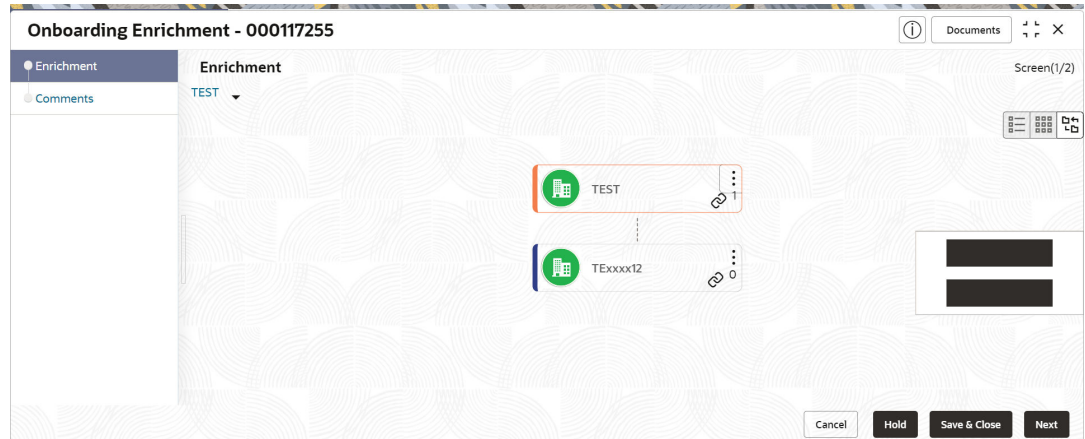 Onboarding Enrichment - 000117255
Documents
Enrichment
Comments
Enrichment
Screen(1/2)
TEST
TEST
1
TExxxx12
0
Cancel
Hold
Save & Close
Next